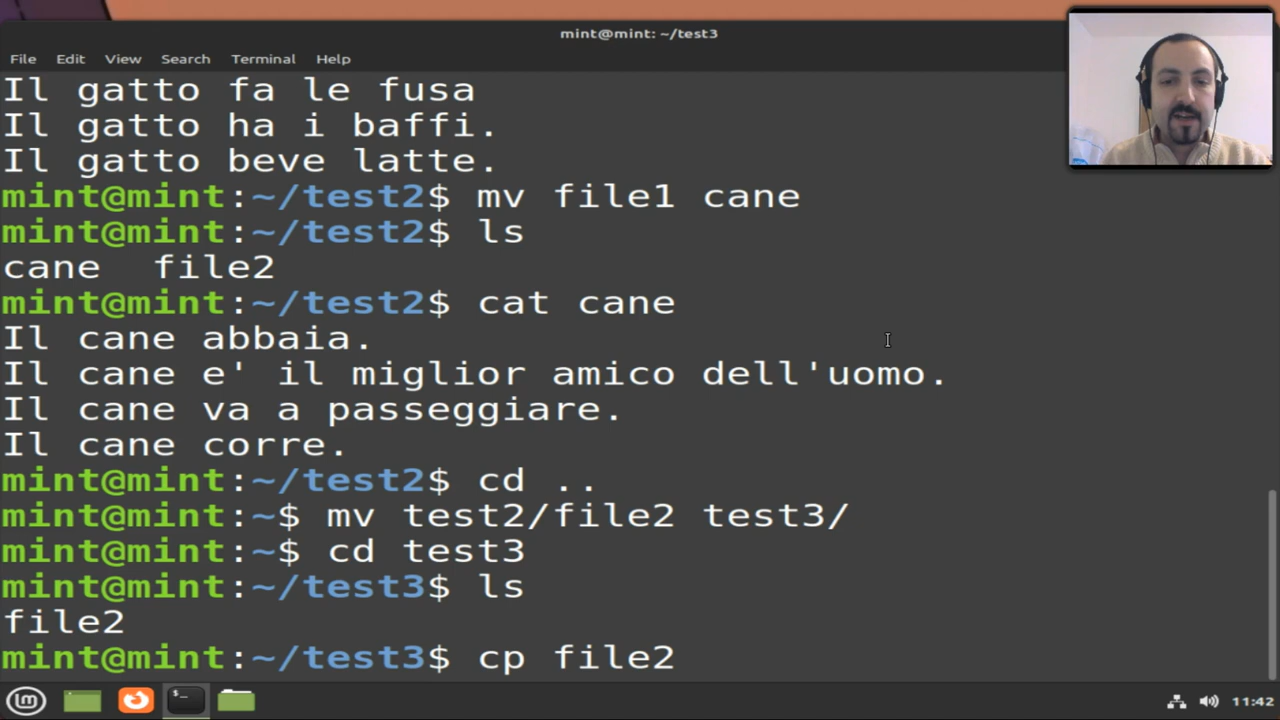 mint@mint: ~/test3
File Edit View Search Terminal Help
Il gatto fa le fusa
Il gatto ha i baffi.
Il gatto beve latte.
mint@mint:~/test2$ mv file1 cane
mint@mint:~/test2$ ls
cane  file2
mint@mint:~/test2$ cat cane
Il cane abbaia.
Il cane e' il miglior amico dell'uomo.
Il cane va a passeggiare.
Il cane corre.
mint@mint:~/test2$ cd ..
mint@mint:~$ mv test2/file2 test3/
mint@mint:~$ cd test3
mint@mint:~/test3$ ls
file2
mint@mint:~/test3$ cp file2
11:42